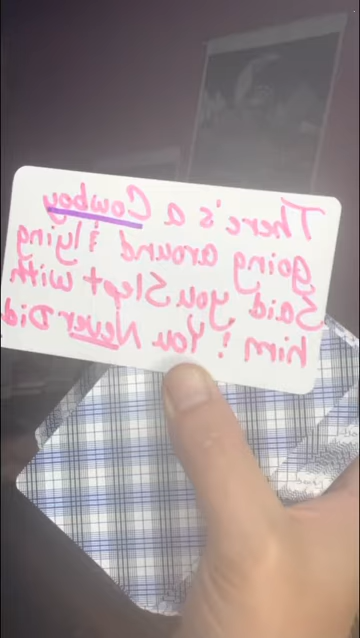 There's a Cowboy
going around & lying
Said you Slept with
him! You Never Did